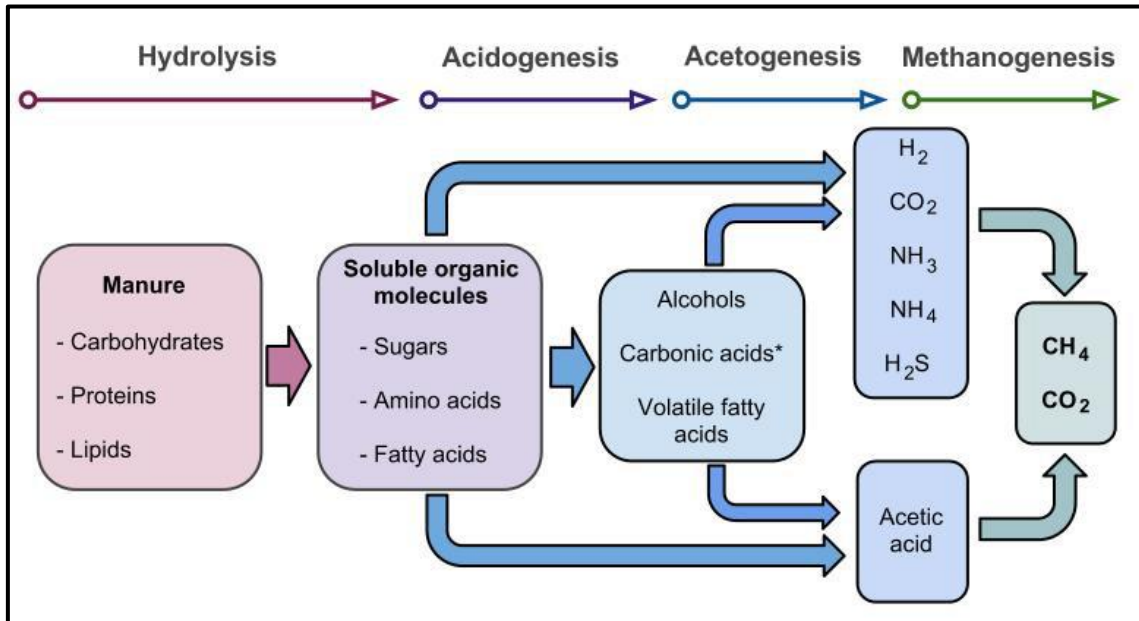 Hydrolysis
Acidogenesis
Acetogenesis
Methanogenesis
Manure
- Carbohydrates
- Proteins
- Lipids
Soluble organic
molecules
- Sugars
- Amino acids
- Fatty acids
Alcohols
Carbonic acids*
Volatile fatty
acids
H₂
CO₂
NH₃
NH₄
H₂S
Acetic
acid
CH₄
CO₂